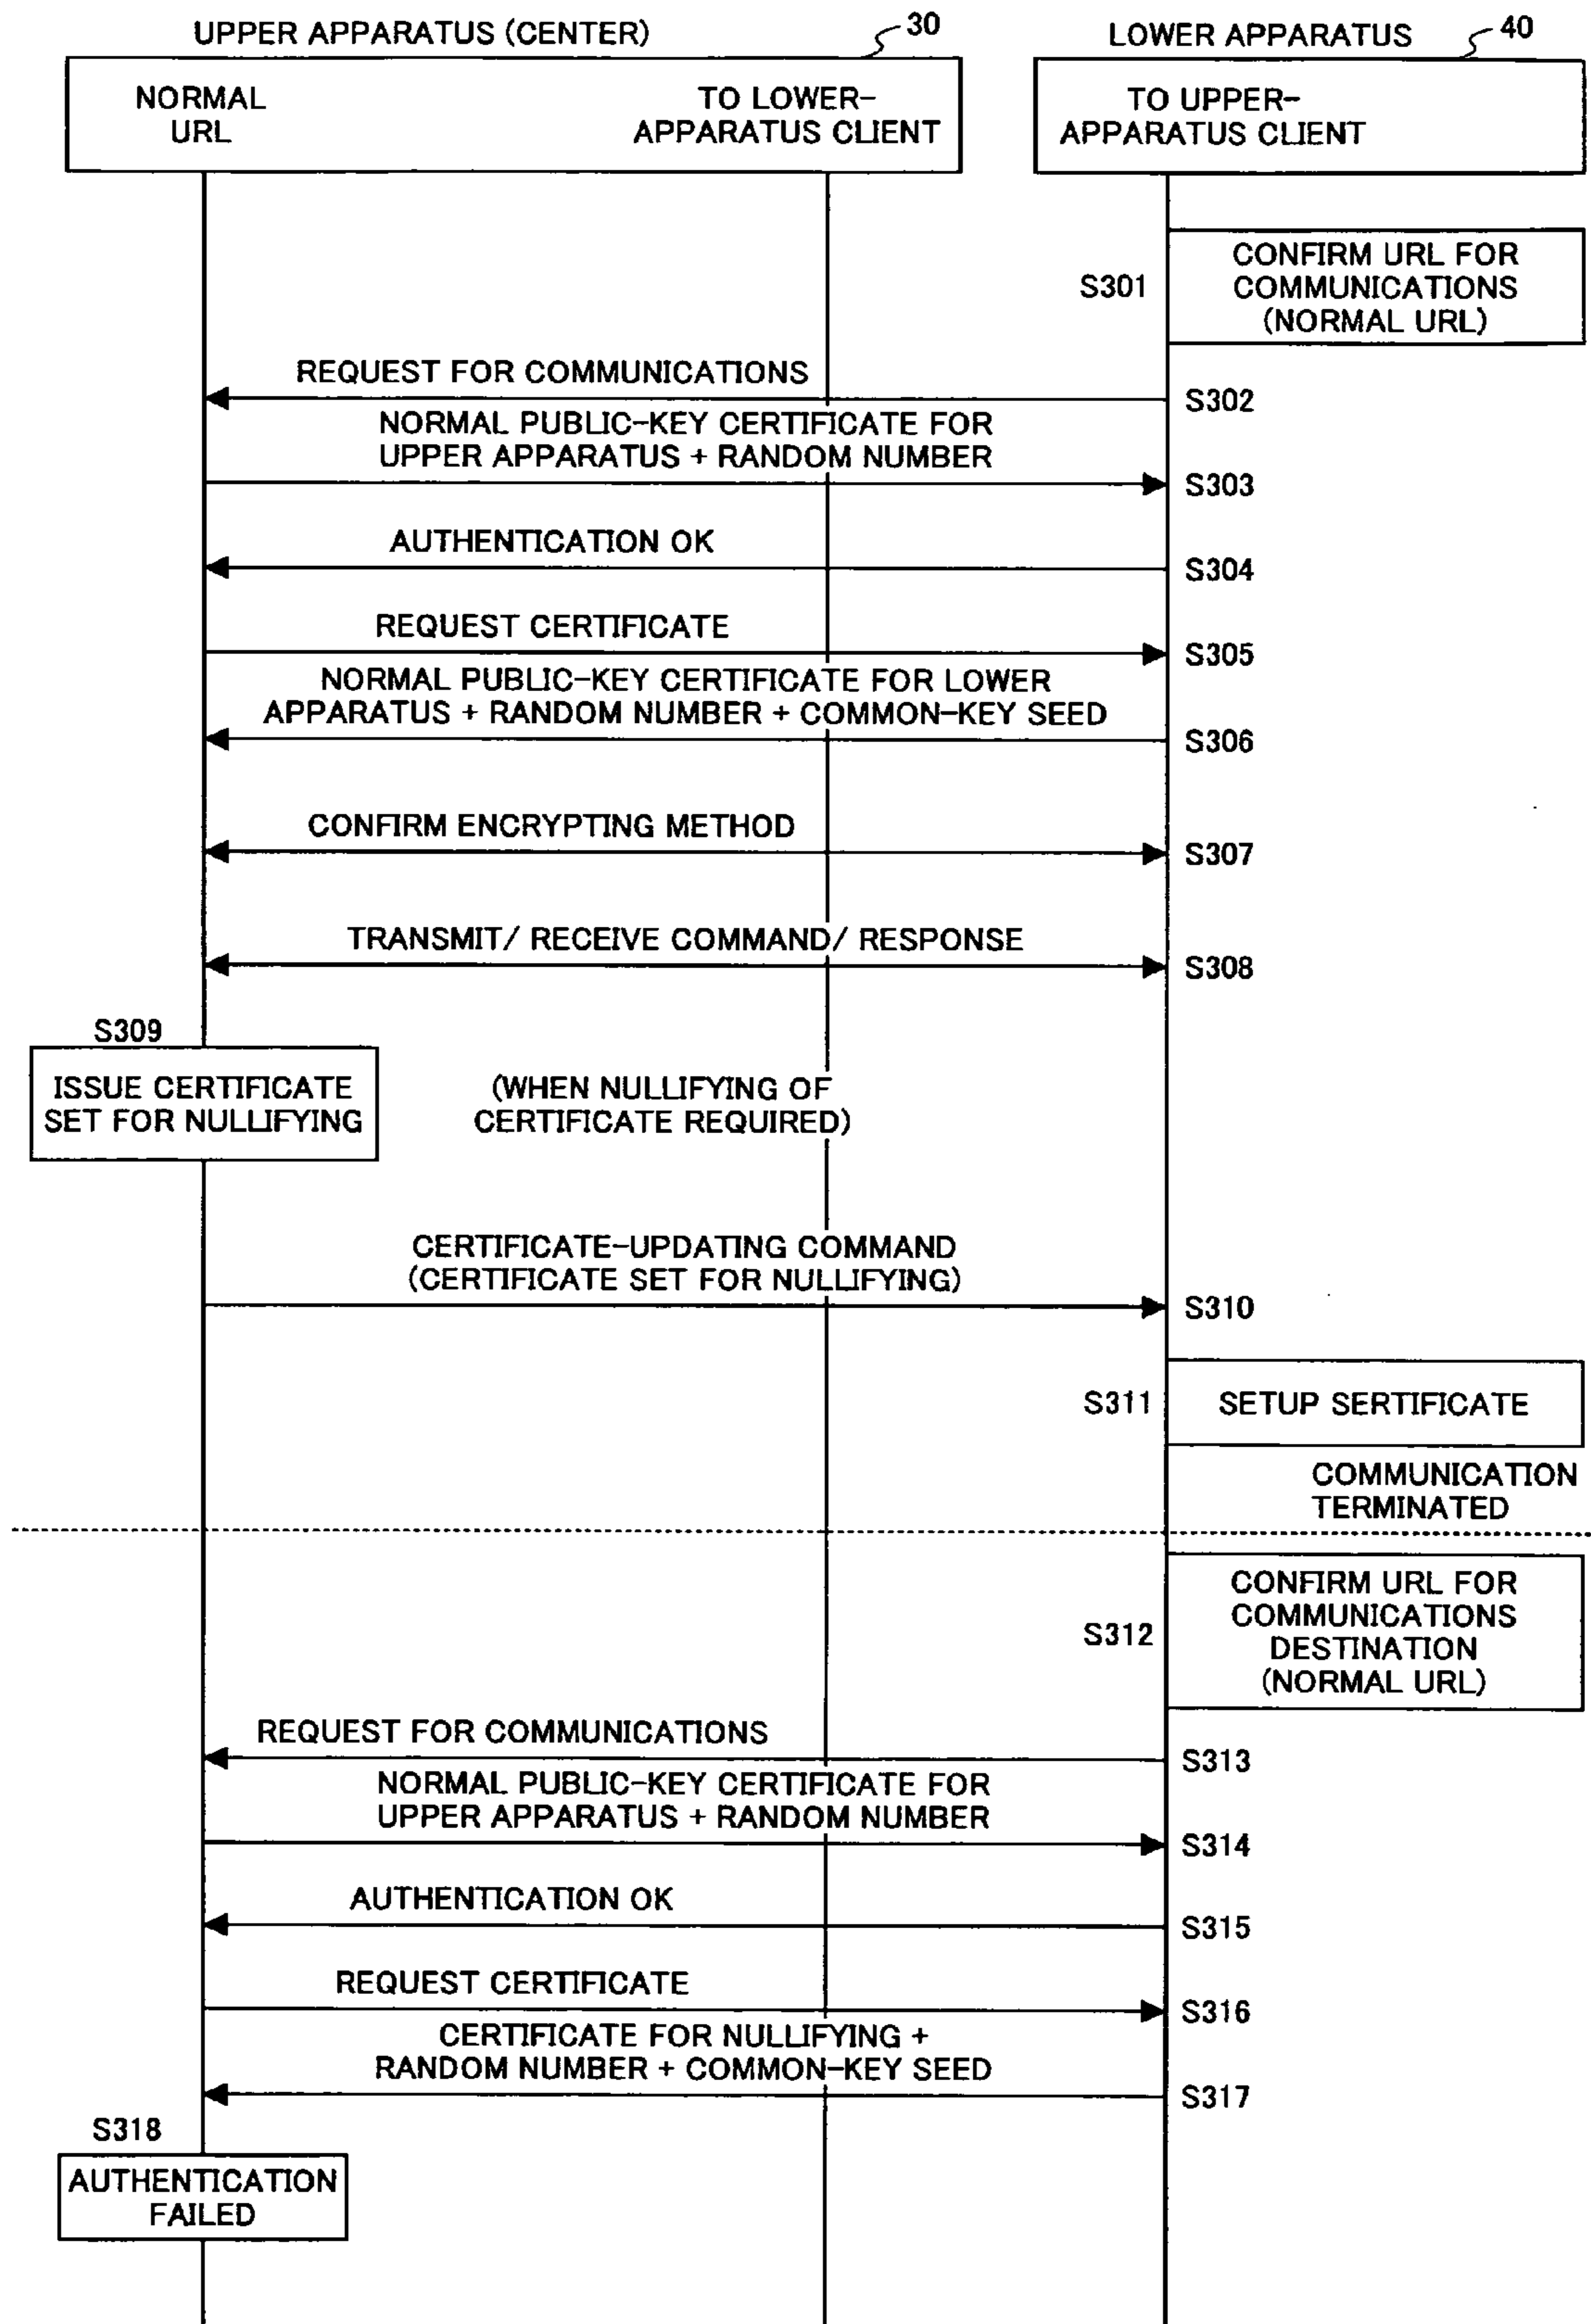 UPPER APPARATUS (CENTER)
30
LOWER APPARATUS
40
NORMAL
URL
TO LOWER-
APPARATUS CLIENT
TO UPPER-
APPARATUS CLIENT
S301
CONFIRM URL FOR
COMMUNICATIONS
(NORMAL URL)
REQUEST FOR COMMUNICATIONS
S302
NORMAL PUBLIC-KEY CERTIFICATE FOR
UPPER APPARATUS + RANDOM NUMBER
S303
AUTHENTICATION OK
S304
REQUEST CERTIFICATE
S305
NORMAL PUBLIC-KEY CERTIFICATE FOR LOWER
APPARATUS + RANDOM NUMBER + COMMON-KEY SEED
S306
CONFIRM ENCRYPTING METHOD
S307
TRANSMIT/ RECEIVE COMMAND/ RESPONSE
S308
S309
ISSUE CERTIFICATE
SET FOR NULLIFYING
(WHEN NULLIFYING OF
CERTIFICATE REQUIRED)
CERTIFICATE-UPDATING COMMAND
(CERTIFICATE SET FOR NULLIFYING)
S310
S311
SETUP SERTIFICATE
COMMUNICATION
TERMINATED
S312
CONFIRM URL FOR
COMMUNICATIONS
DESTINATION
(NORMAL URL)
REQUEST FOR COMMUNICATIONS
S313
NORMAL PUBLIC-KEY CERTIFICATE FOR
UPPER APPARATUS + RANDOM NUMBER
S314
AUTHENTICATION OK
S315
REQUEST CERTIFICATE
S316
CERTIFICATE FOR NULLIFYING +
RANDOM NUMBER + COMMON-KEY SEED
S317
S318
AUTHENTICATION
FAILED